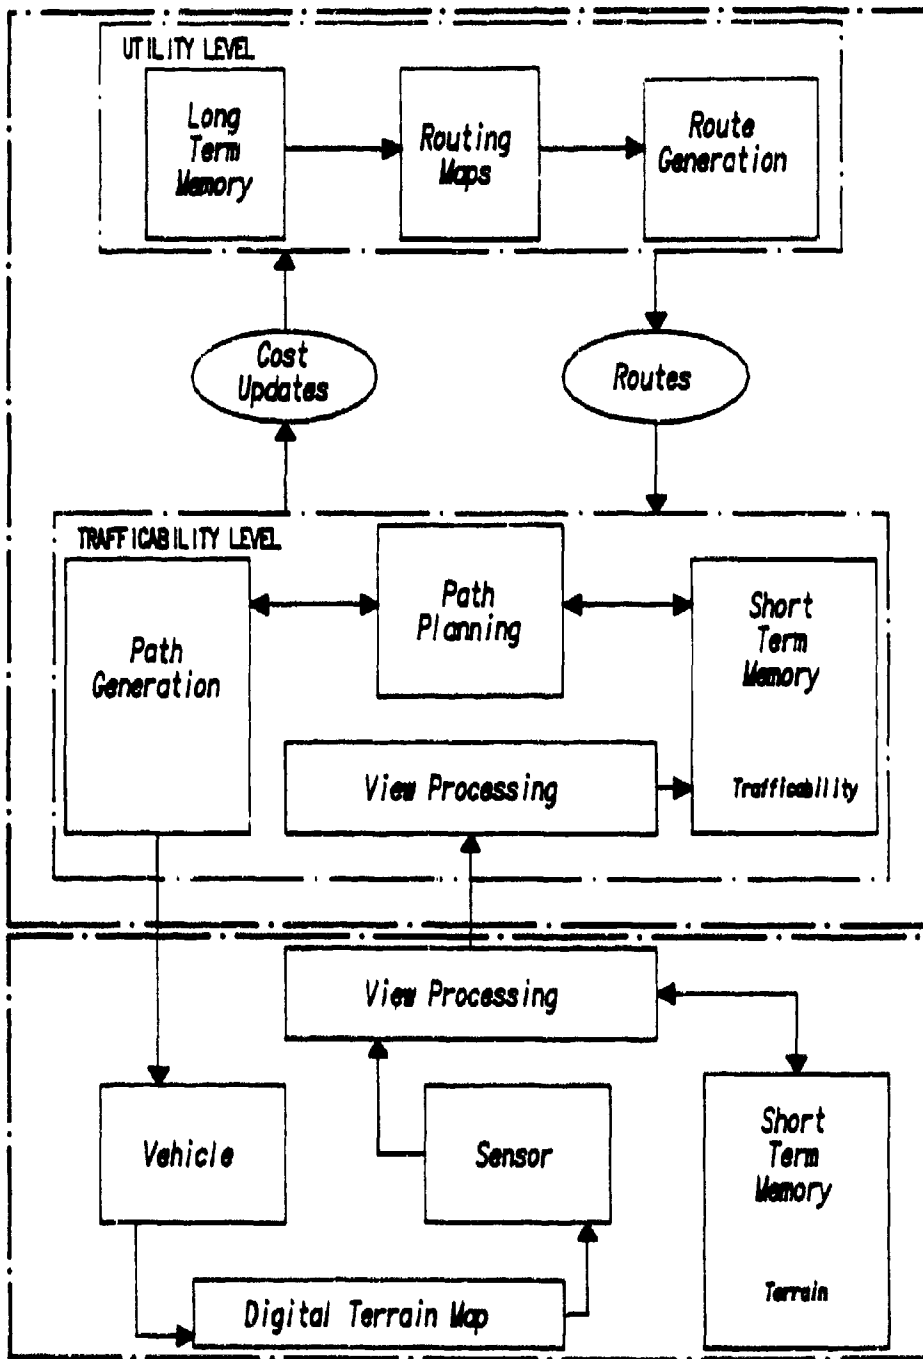 UTILITY LEVEL
Long
Term
Memory
Routing
Maps
Route
Generation
Cost
Updates
Routes
TRAFFICABILITY LEVEL
Path
Generation
Path
Planning
Short
Term
Memory
Trafficability
View Processing
View Processing
Vehicle
Sensor
Short
Term
Memory
Terrain
Digital Terrain Map